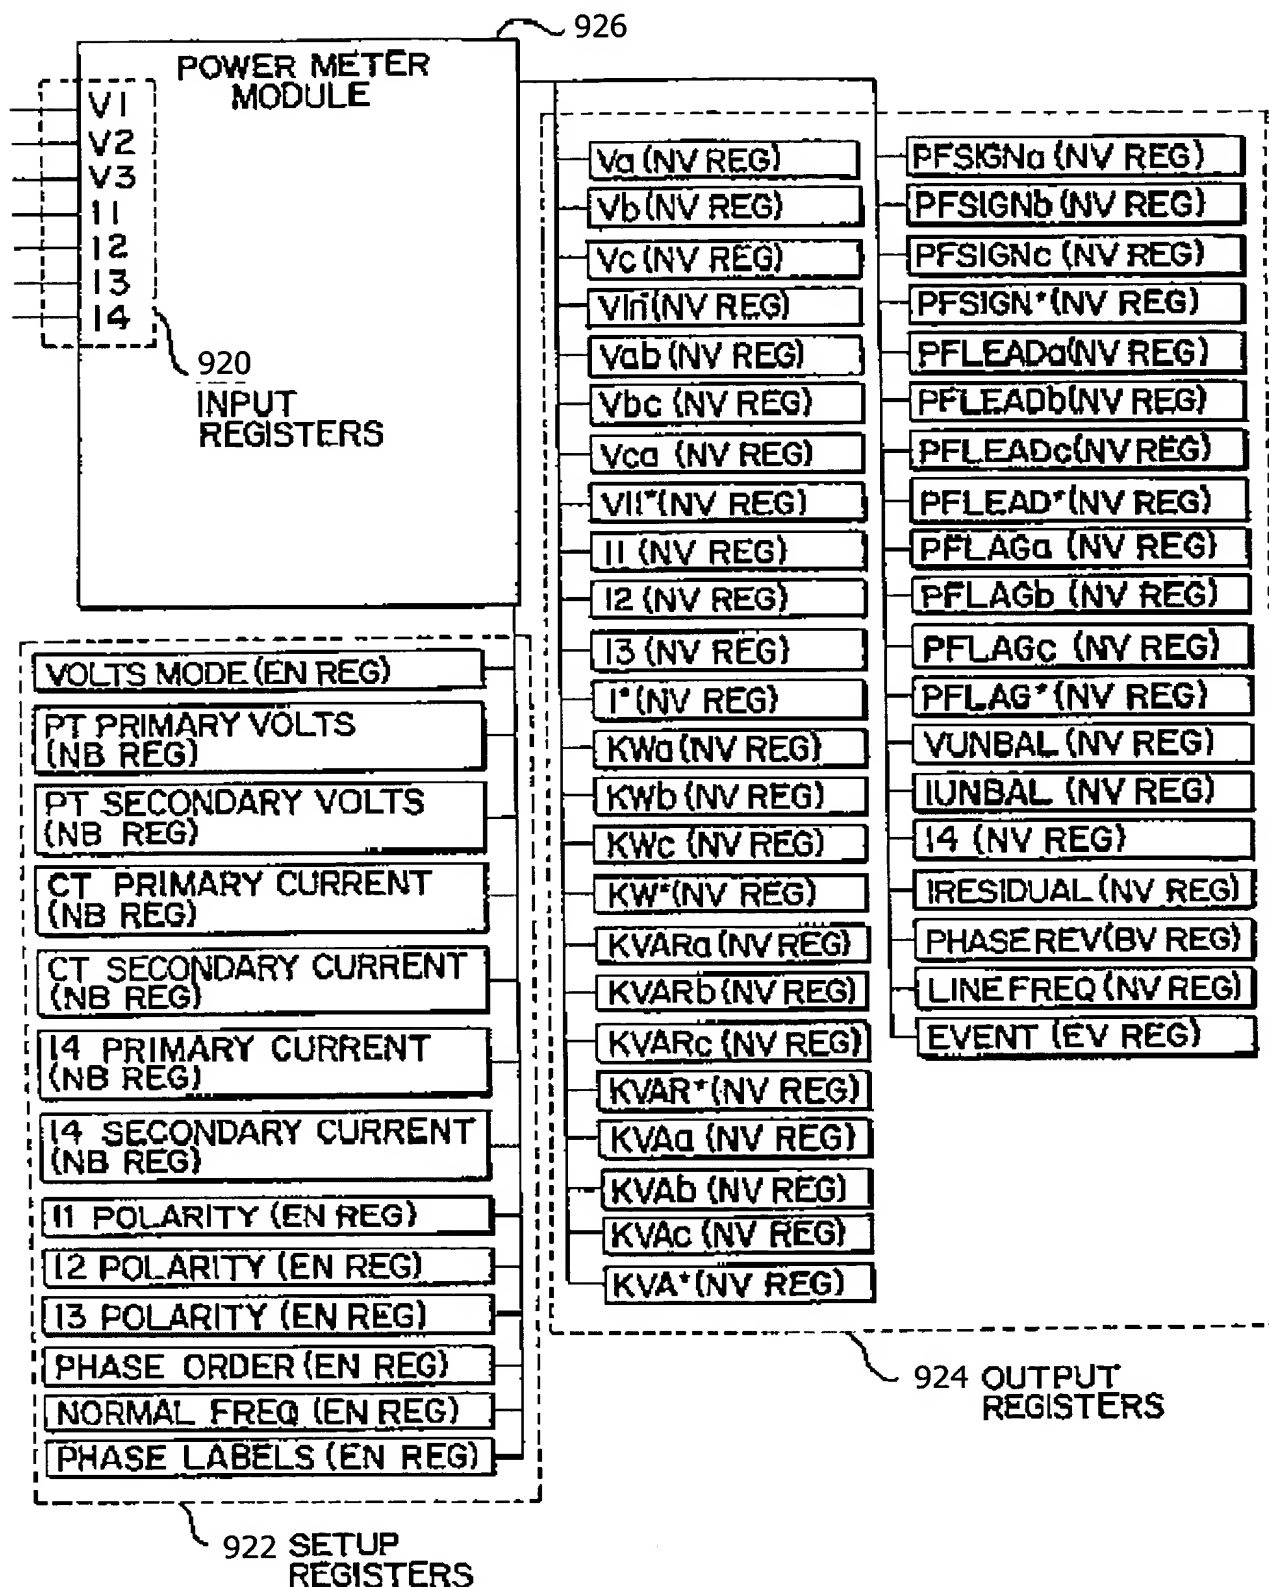 926
POWER METER
MODULE
V1
V2
V3
I1
I2
I3
I4
920
INPUT
REGISTERS
VOLTS MODE (EN REG)
PT PRIMARY VOLTS
(NB REG)
PT SECONDARY VOLTS
(NB REG)
CT PRIMARY CURRENT
(NB REG)
CT SECONDARY CURRENT
(NB REG)
I4 PRIMARY CURRENT
(NB REG)
I4 SECONDARY CURRENT
(NB REG)
I1 POLARITY (EN REG)
I2 POLARITY (EN REG)
I3 POLARITY (EN REG)
PHASE ORDER (EN REG)
NORMAL FREQ (EN REG)
PHASE LABELS (EN REG)
922 SETUP
REGISTERS
Va (NV REG)
Vb (NV REG)
Vc (NV REG)
Vln (NV REG)
Vab (NV REG)
Vbc (NV REG)
Vca (NV REG)
Vll* (NV REG)
I1 (NV REG)
I2 (NV REG)
I3 (NV REG)
I* (NV REG)
KWa (NV REG)
KWb (NV REG)
KWc (NV REG)
KW* (NV REG)
KVARa (NV REG)
KVARb (NV REG)
KVARc (NV REG)
KVAR* (NV REG)
KVAa (NV REG)
KVAb (NV REG)
KVAc (NV REG)
KVA* (NV REG)
PFSIGNa (NV REG)
PFSIGNb (NV REG)
PFSIGNc (NV REG)
PFSIGN* (NV REG)
PFLEADa (NV REG)
PFLEADb (NV REG)
PFLEADc (NV REG)
PFLEAD* (NV REG)
PFLAGa (NV REG)
PFLAGb (NV REG)
PFLAGc (NV REG)
PFLAG* (NV REG)
VUNBAL (NV REG)
IUNBAL (NV REG)
I4 (NV REG)
IRESIDUAL (NV REG)
PHASE REV (BV REG)
LINE FREQ (NV REG)
EVENT (EV REG)
924 OUTPUT
REGISTERS